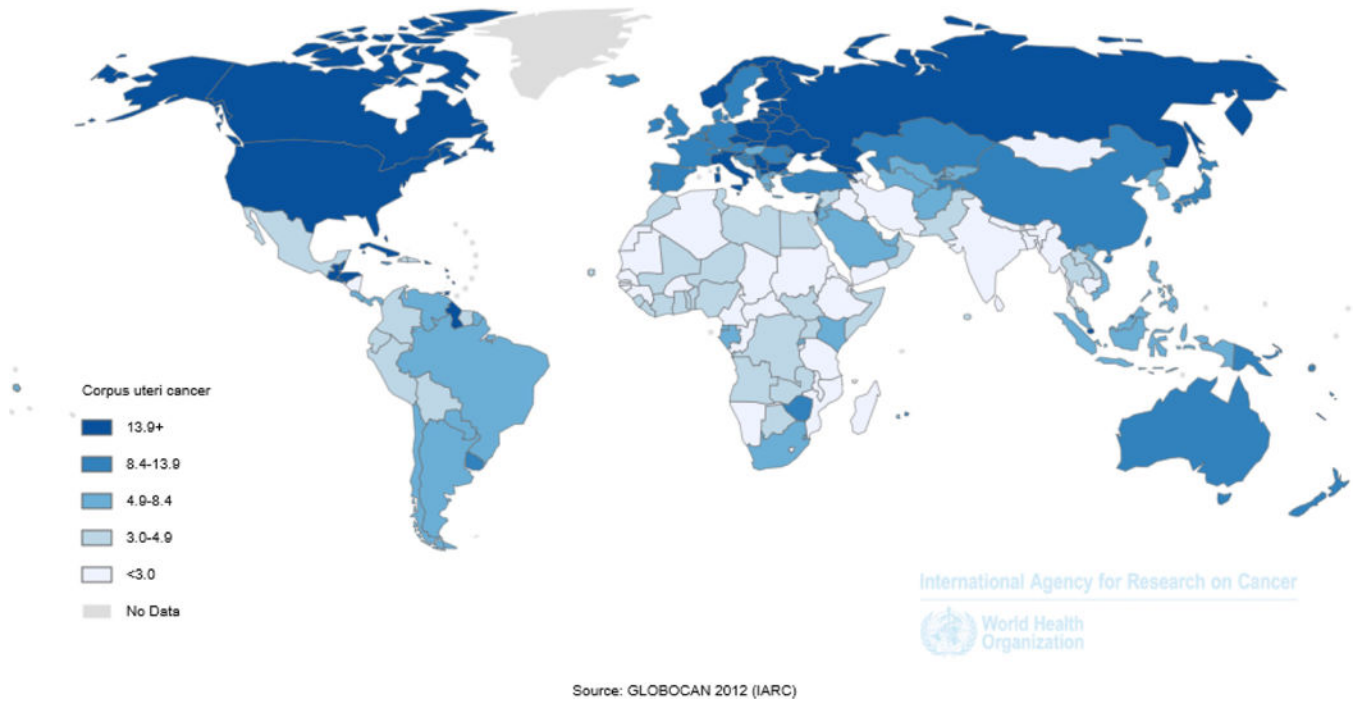 Corpus uteri cancer
13.9+
8.4-13.9
4.9-8.4
3.0-4.9
<3.0
No Data
International Agency for Research on Cancer
World Health
Organization
Source: GLOBOCAN 2012 (IARC)